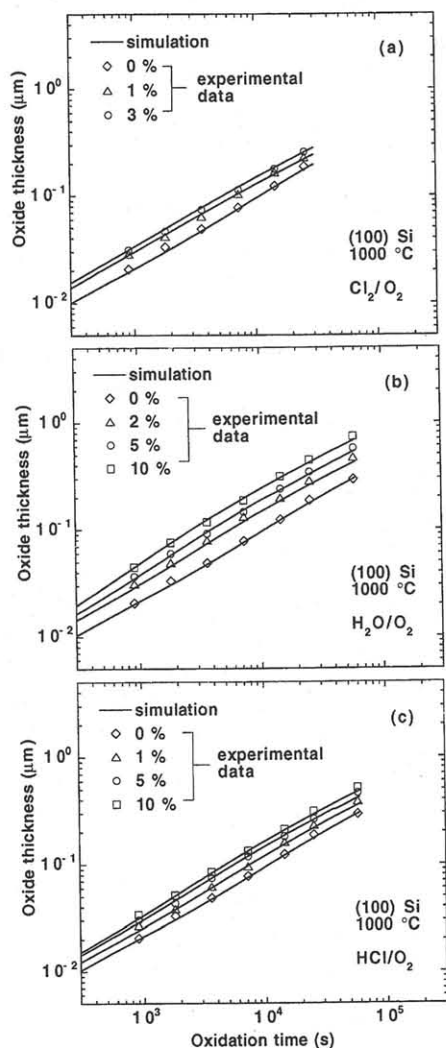 simulation
(a)
◇ 0 %
△ 1 %
○ 3 %
experimental
data
10⁰
10⁻¹
10⁻²
Oxide thickness (μm)
(100) Si
1000 °C
Cl₂/O₂
simulation
(b)
◇ 0 %
△ 2 %
○ 5 %
□ 10 %
experimental
data
10⁰
10⁻¹
10⁻²
Oxide thickness (μm)
(100) Si
1000 °C
H₂O/O₂
simulation
(c)
◇ 0 %
△ 1 %
○ 5 %
□ 10 %
experimental
data
10⁰
10⁻¹
10⁻²
Oxide thickness (μm)
(100) Si
1000 °C
HCl/O₂
10³ 10⁴ 10⁵
Oxidation time (s)